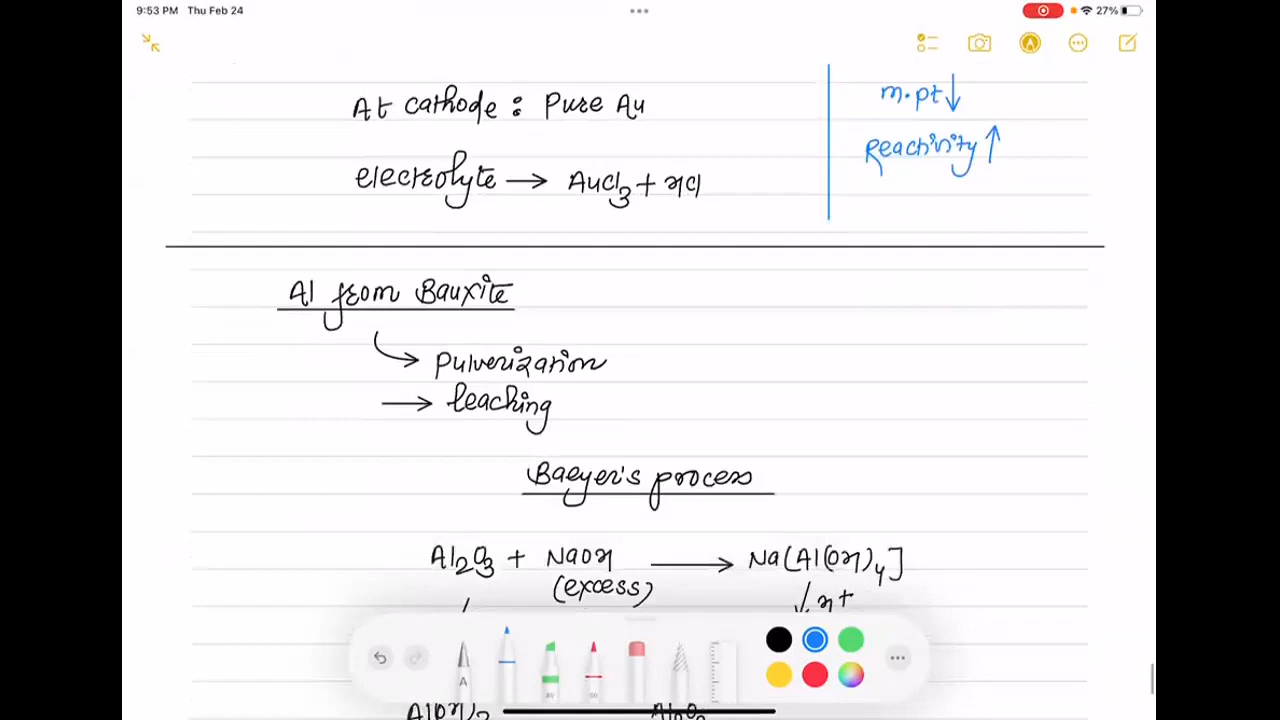 9:53 PM Thu Feb 24
27%
At cathode : Pure Au
m.pt ↓
Reactivity ↑
electrolyte → AuCl3 + HCl
Al from Bauxite
Pulverization
→ leaching
Baeyer's process
Al2O3 + NaOH → Na[Al(OH)4]
(excess)
↓ H+
A
Al2O3